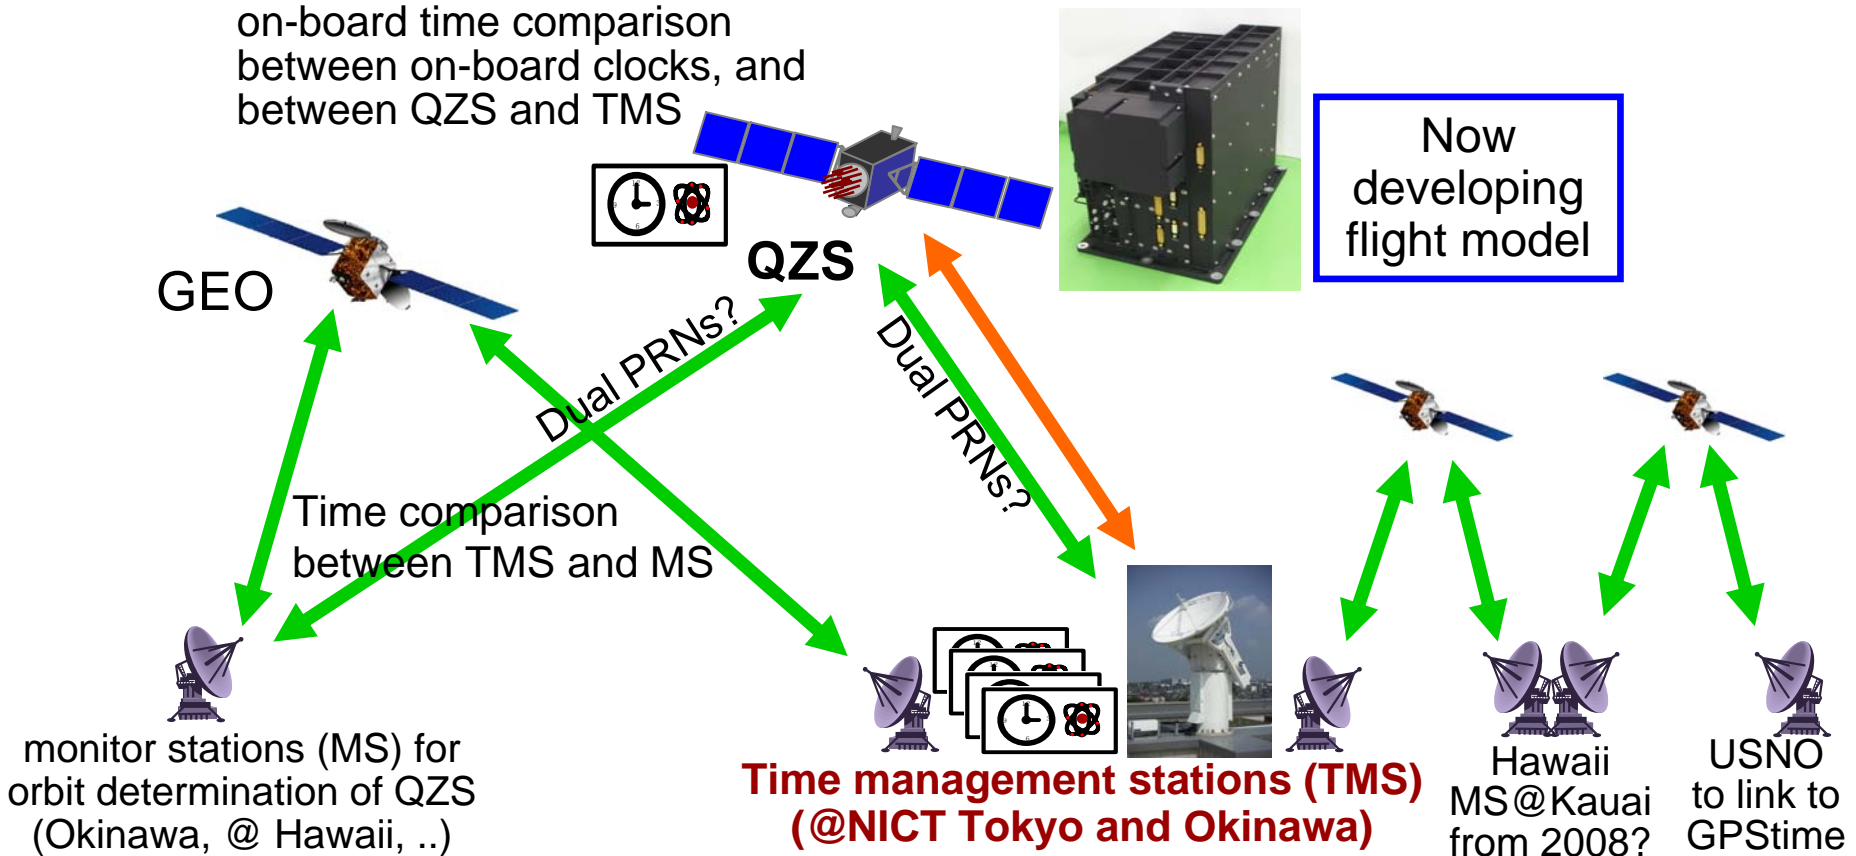 on-board time comparison
between on-board clocks, and
between QZS and TMS
Now
developing
flight model
QZS
GEO
Dual PRNs?
Dual PRNs?
Time comparison
between TMS and MS
monitor stations (MS) for
orbit determination of QZS
(Okinawa, @ Hawaii, ..)
Time management stations (TMS)
(@NICT Tokyo and Okinawa)
Hawaii
MS@Kauai
from 2008?
USNO
to link to
GPStime